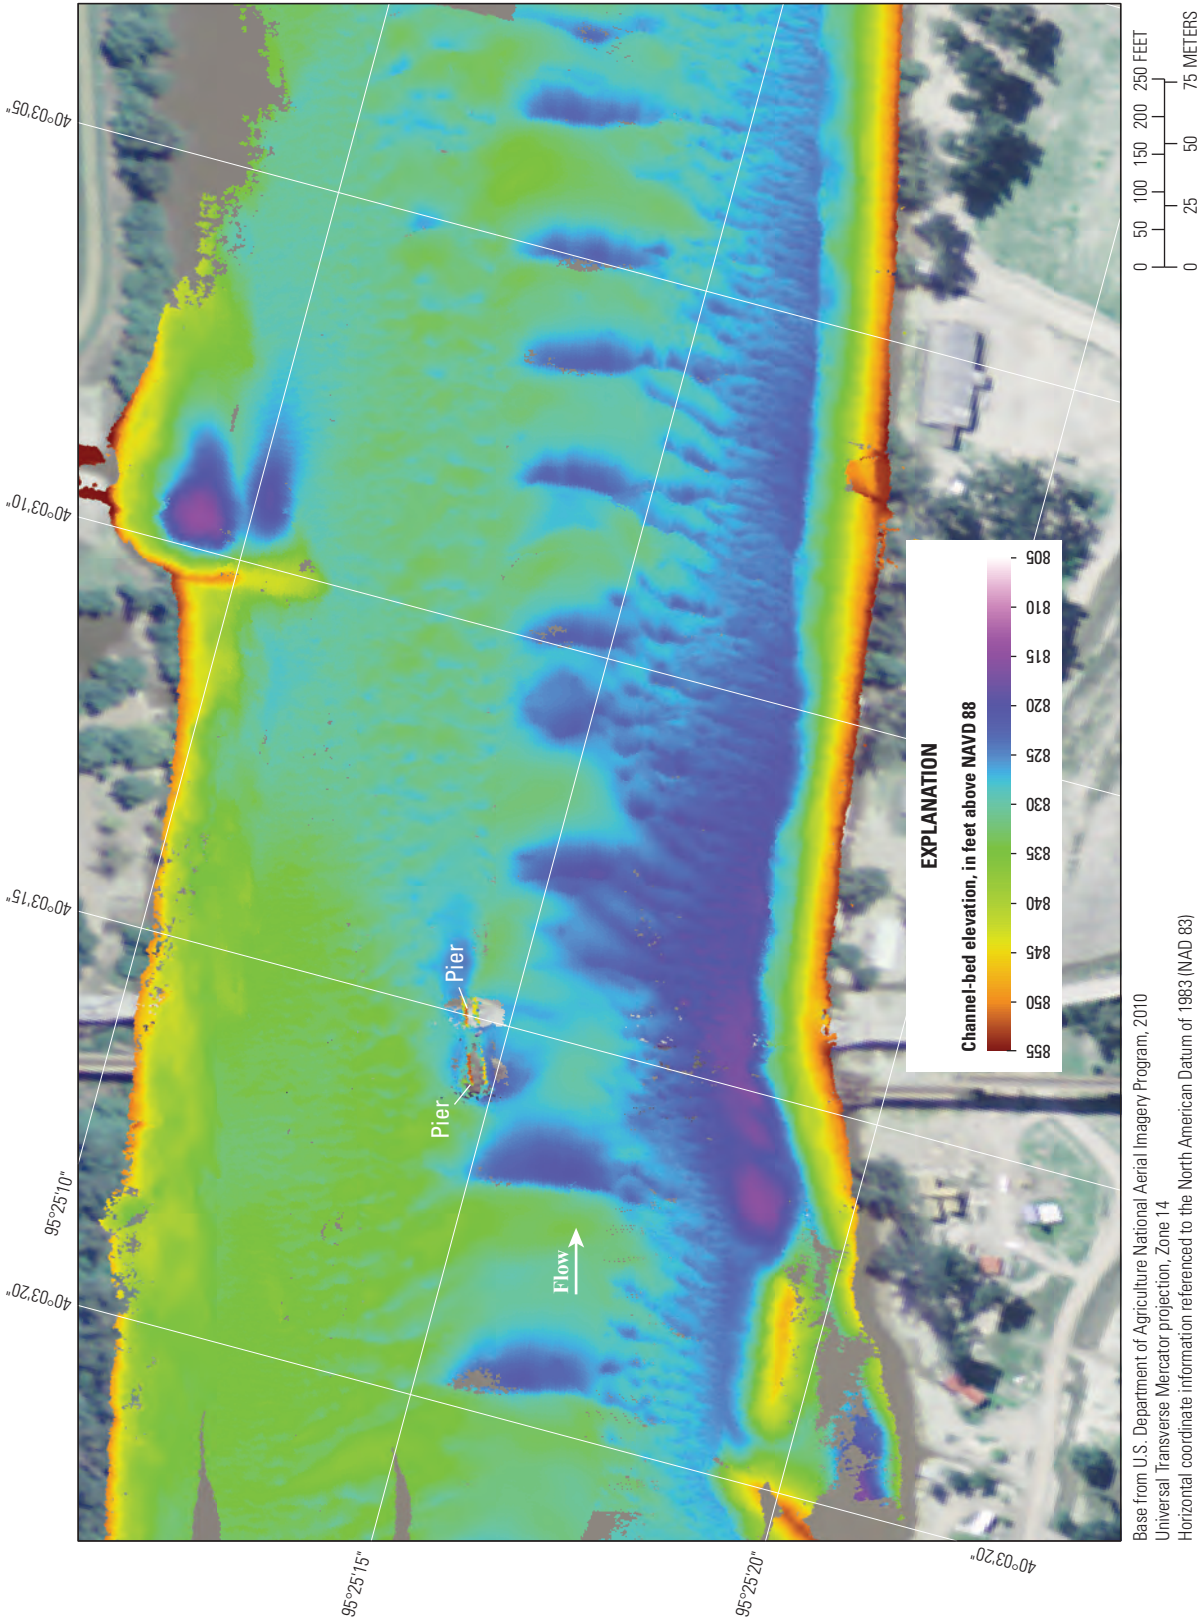 40°03'20"
40°03'15"
40°03'10"
40°03'05"
95°25'10"
95°25'15"
95°25'20"
40°03'20"
Pier
Pier
Flow
EXPLANATION
Channel-bed elevation, in feet above NAVD 88
855
850
845
840
835
830
825
820
815
810
805
Base from U.S. Department of Agriculture National Aerial Imagery Program, 2010
Universal Transverse Mercator projection, Zone 14
Horizontal coordinate information referenced to the North American Datum of 1983 (NAD 83)
0 50 100 150 200 250 FEET
0 25 50 75 METERS